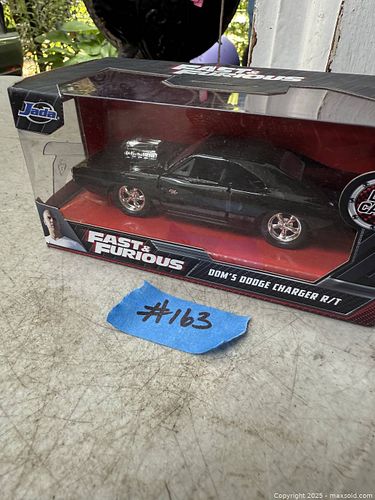 FAST &
FURIOUS
Jada
R/T
FAST &
FURIOUS
DOM'S DODGE CHARGER R/T
#163
Copyright 2025 - maxsold.com